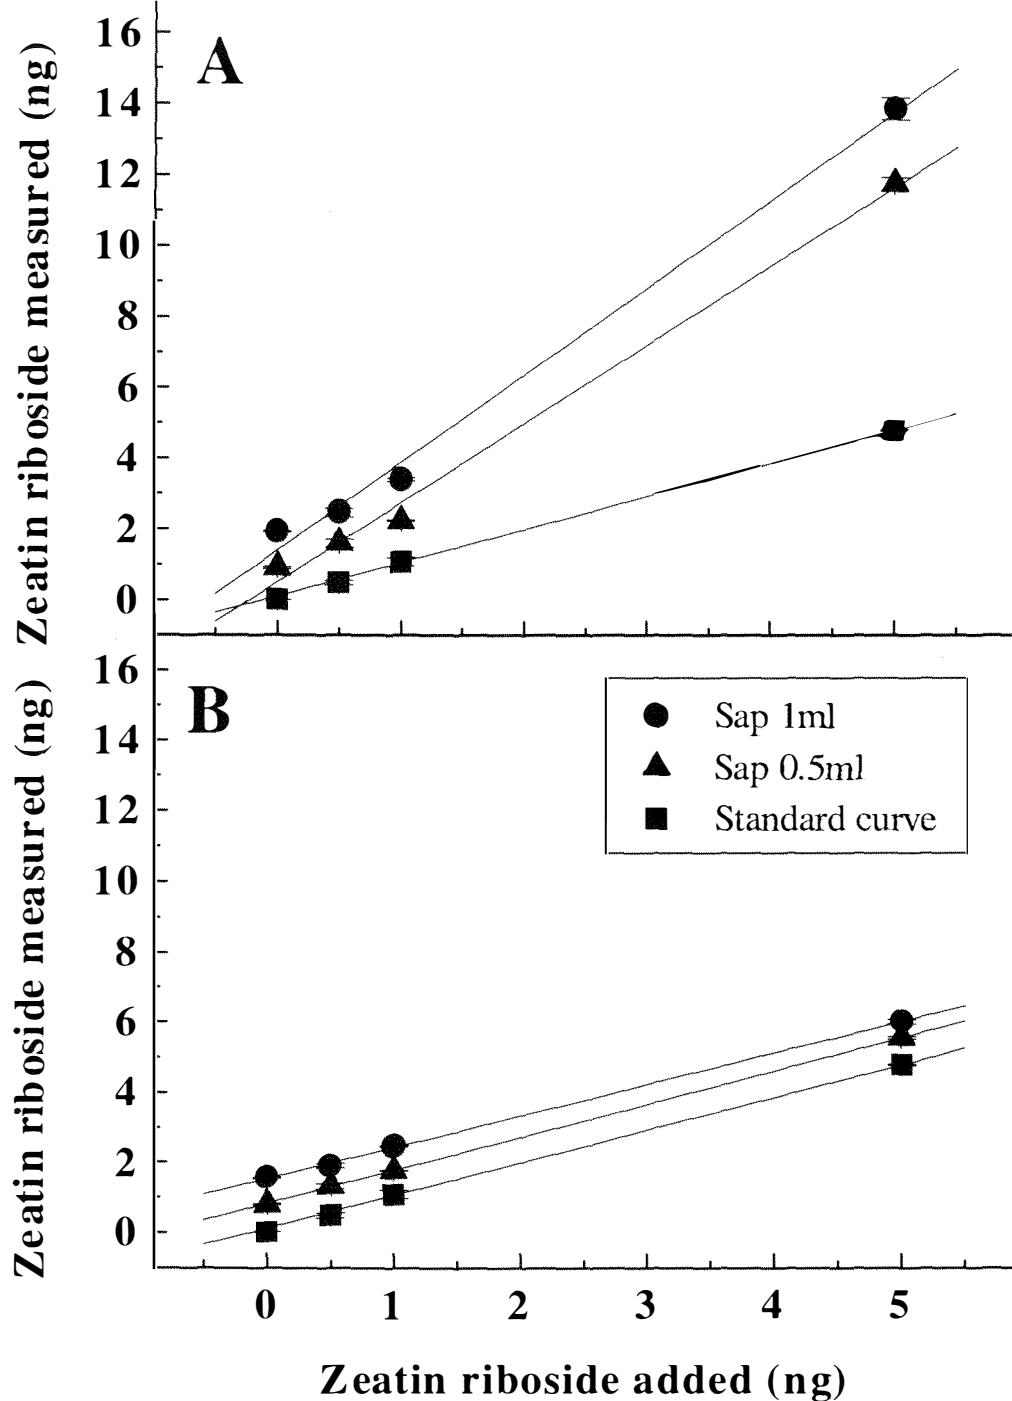 A
Zeatin riboside measured (ng)
16
14
12
10
8
6
4
2
0
B
Zeatin riboside measured (ng)
16
14
12
10
8
6
4
2
0
Sap 1ml
Sap 0.5ml
Standard curve
0 1 2 3 4 5
Zeatin riboside added (ng)